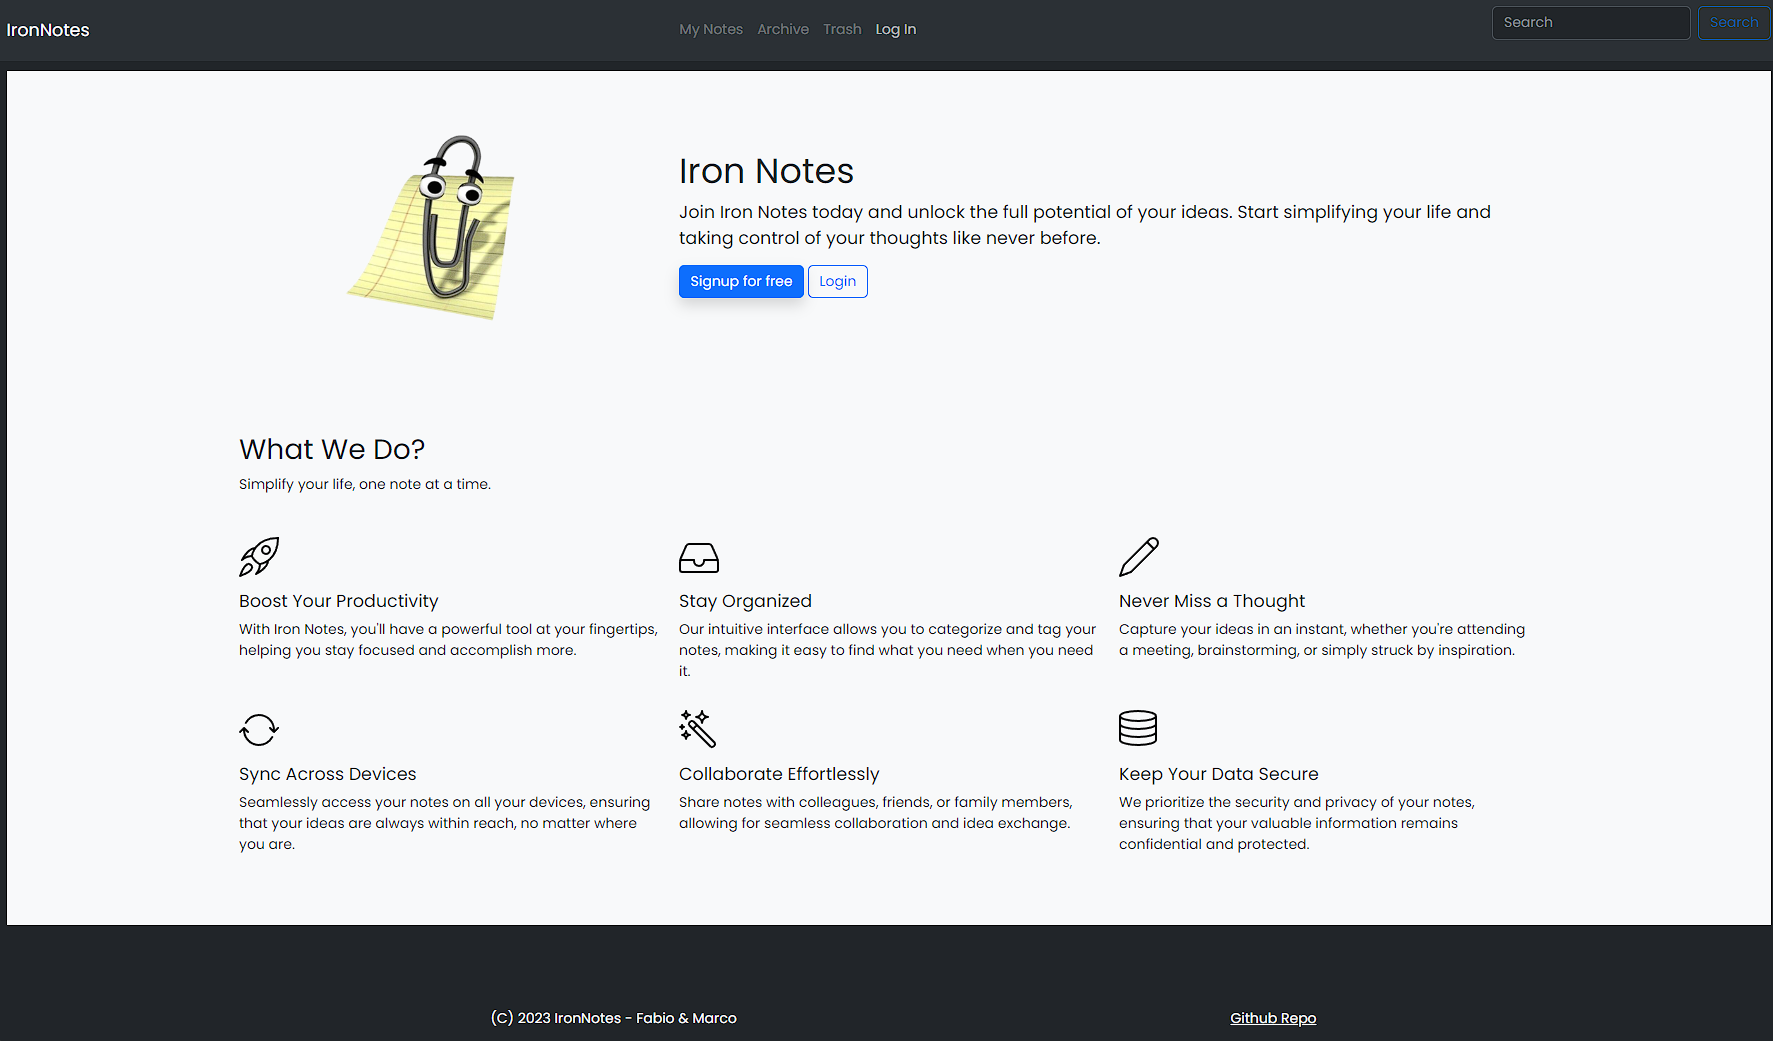 IronNotes
My Notes Archive Trash Log In
Search Search
Iron Notes
Join Iron Notes today and unlock the full potential of your ideas. Start simplifying your life and
taking control of your thoughts like never before.
Signup for free Login
What We Do?
Simplify your life, one note at a time.
Boost Your Productivity
With Iron Notes, you'll have a powerful tool at your fingertips,
helping you stay focused and accomplish more.
Stay Organized
Our intuitive interface allows you to categorize and tag your
notes, making it easy to find what you need when you need
it.
Never Miss a Thought
Capture your ideas in an instant, whether you're attending
a meeting, brainstorming, or simply struck by inspiration.
Sync Across Devices
Seamlessly access your notes on all your devices, ensuring
that your ideas are always within reach, no matter where
you are.
Collaborate Effortlessly
Share notes with colleagues, friends, or family members,
allowing for seamless collaboration and idea exchange.
Keep Your Data Secure
We prioritize the security and privacy of your notes,
ensuring that your valuable information remains
confidential and protected.
(C) 2023 IronNotes - Fabio & Marco
Github Repo